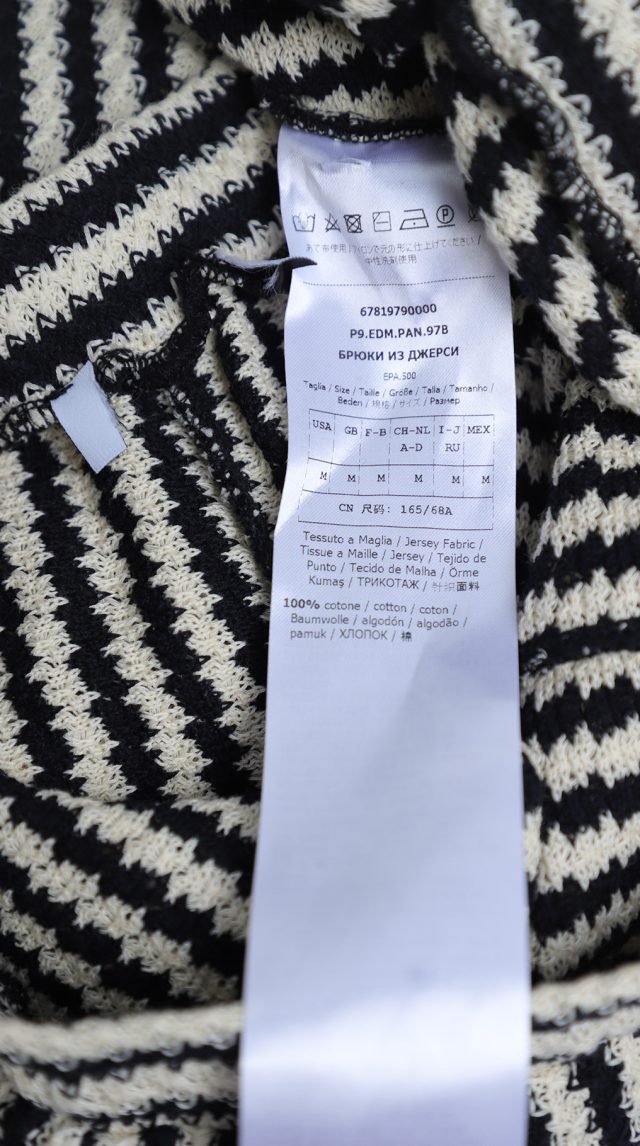 あて布使用/アイロンで元の形に仕上げてください/
中性洗剤使用
67819790000
P9.EDM.PAN.97B
БРЮКИ ИЗ ДЖЕРСИ
EPA.500
Taglia / Size / Taille / Größe / Talla / Tamanho /
Beden / 規格 / サイズ / Размер
USA GB F-B CH-NL I-J MEX
A-D RU
M M M M M M
CN 尺码: 165/68A
Tessuto a Maglia / Jersey Fabric /
Tissue a Maille / Jersey / Tejido de
Punto / Tecido de Malha / Örme
Kumaş / ТРИКОТАЖ / 针织面料
100% cotone / cotton / coton /
Baumwolle / algodón / algodão /
pamuk / ХЛОПОК / 棉